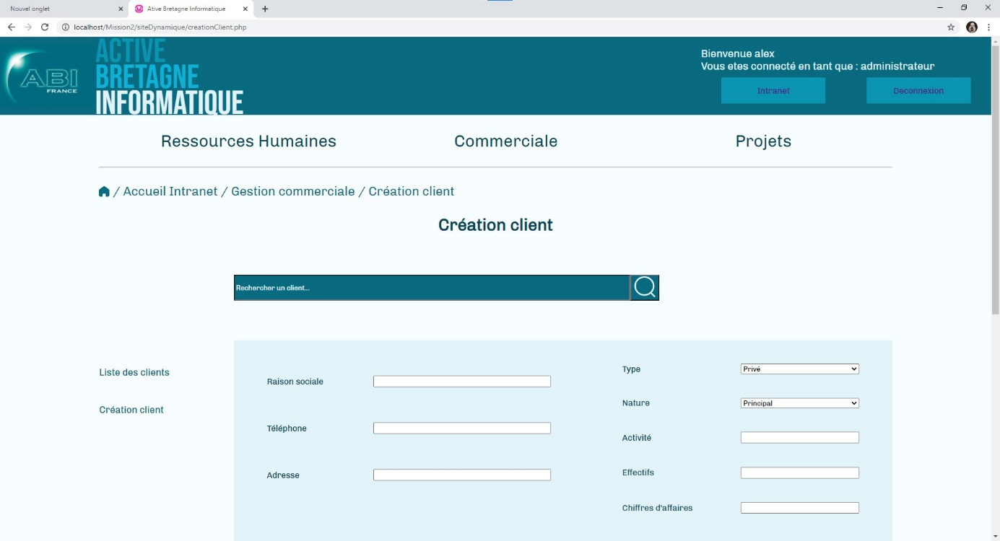 Nouvel onglet
Ative Bretagne Informatique
localhost/Mission2/siteDynamique/creationClient.php
ABI
FRANCE
ACTIVE
BRETAGNE
INFORMATIQUE
Bienvenue alex
Vous etes connecté en tant que : administrateur
Intranet
Deconnexion
Ressources Humaines
Commerciale
Projets
/ Accueil Intranet / Gestion commerciale / Création client
Création client
Rechercher un client...
Liste des clients
Création client
Raison sociale
Téléphone
Adresse
Type
Privé
Nature
Principal
Activité
Effectifs
Chiffres d'affaires